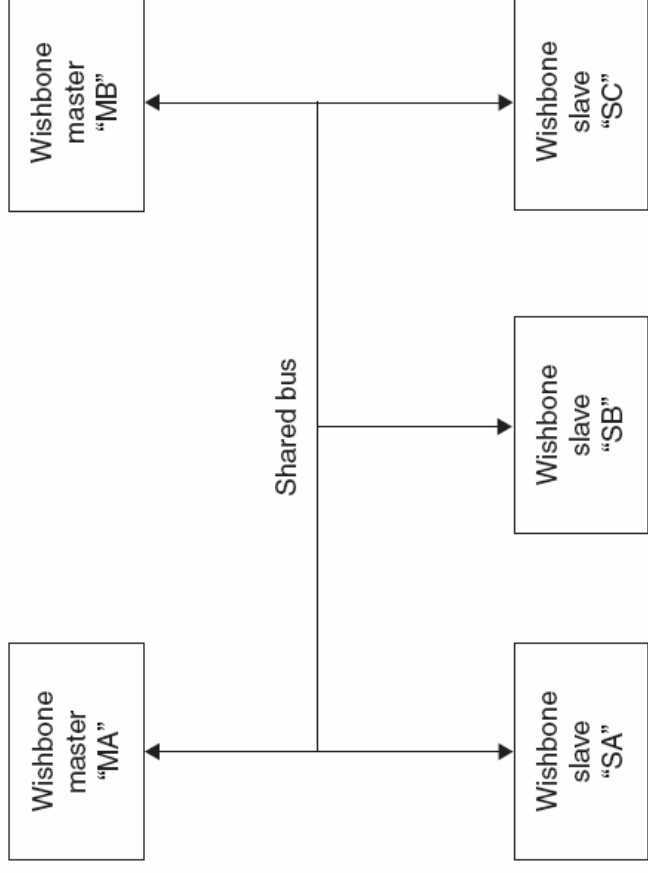 Wishbone
master
“MA”
Wishbone
master
“MB”
Shared bus
Wishbone
slave
“SA”
Wishbone
slave
“SB”
Wishbone
slave
“SC”